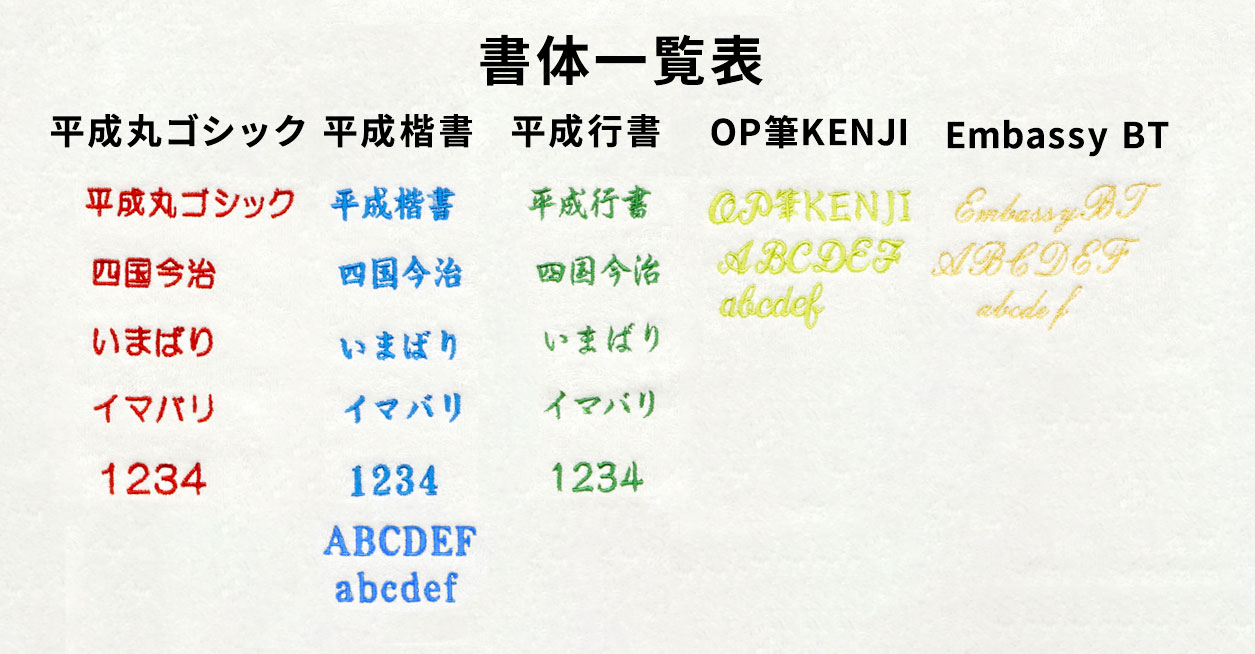 書体一覧表
平成丸ゴシック
平成丸ゴシック
四国今治
いまばり
イマバリ
1234
平成楷書
平成楷書
四国今治
いまばり
イマバリ
1234
ABCDEF
abcdef
平成行書
平成行書
四国今治
いまばり
イマバリ
1234
OP筆KENJI
OP筆KENJI
ABCDEF
abcdef
Embassy BT
Embassy BT
ABCDEF
abcdef